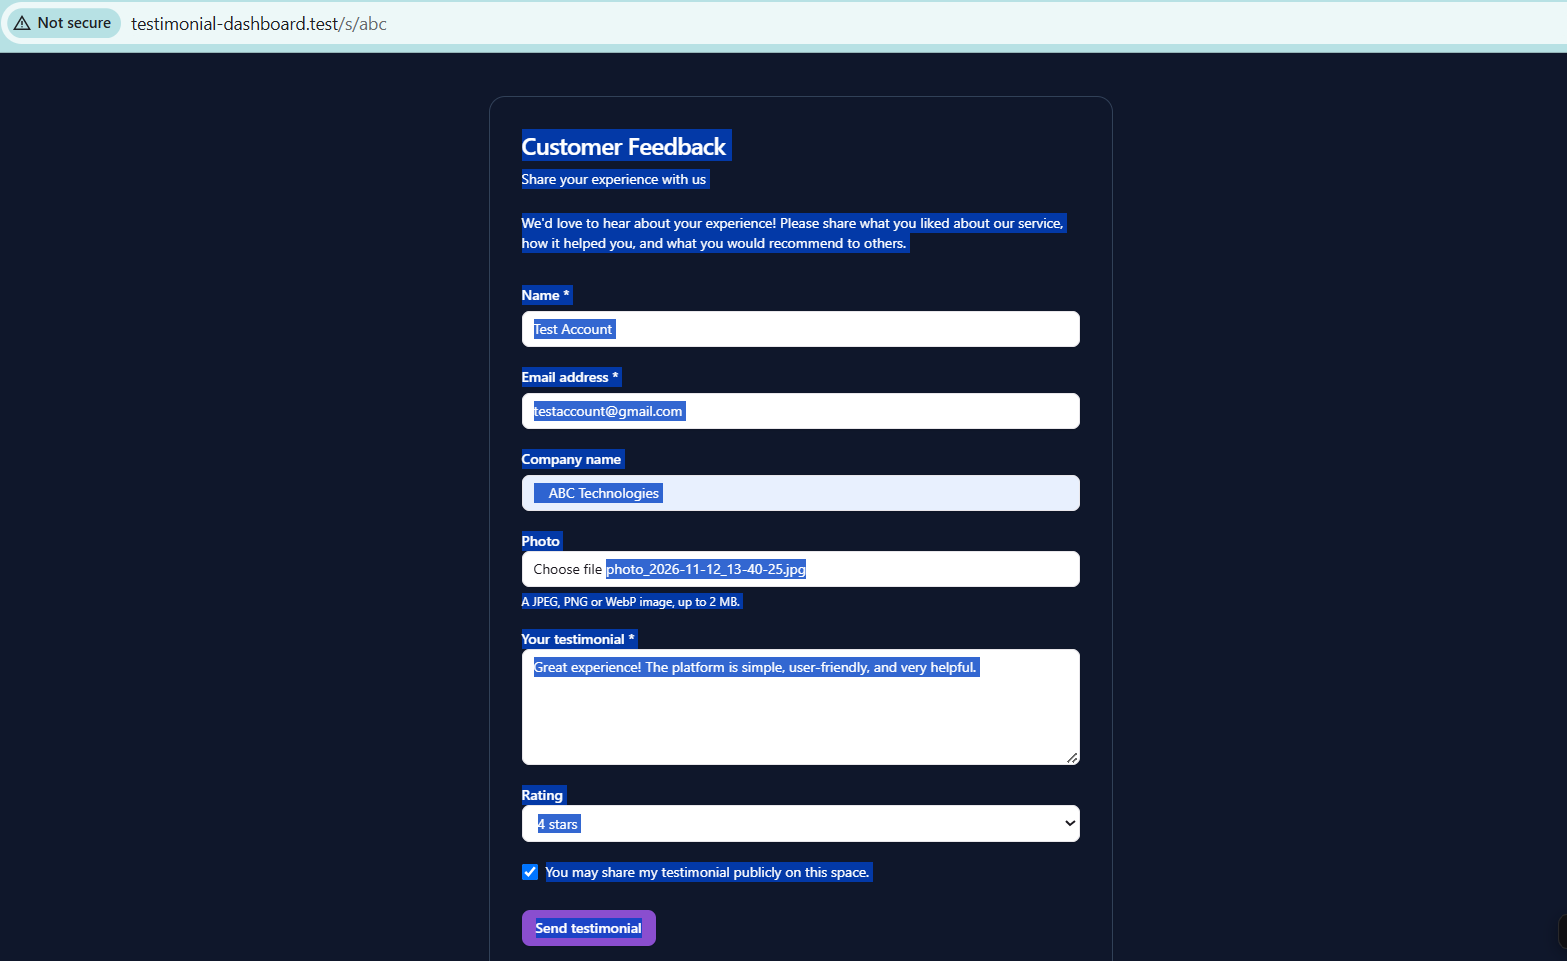 Not secure testimonial-dashboard.test/s/abc
Customer Feedback
Share your experience with us
We'd love to hear about your experience! Please share what you liked about our service,
how it helped you, and what you would recommend to others.
Name *
Test Account
Email address *
testaccount@gmail.com
Company name
ABC Technologies
Photo
Choose file photo_2026-11-12_13-40-25.jpg
A JPEG, PNG or WebP image, up to 2 MB.
Your testimonial *
Great experience! The platform is simple, user-friendly, and very helpful.
Rating
4 stars
You may share my testimonial publicly on this space.
Send testimonial